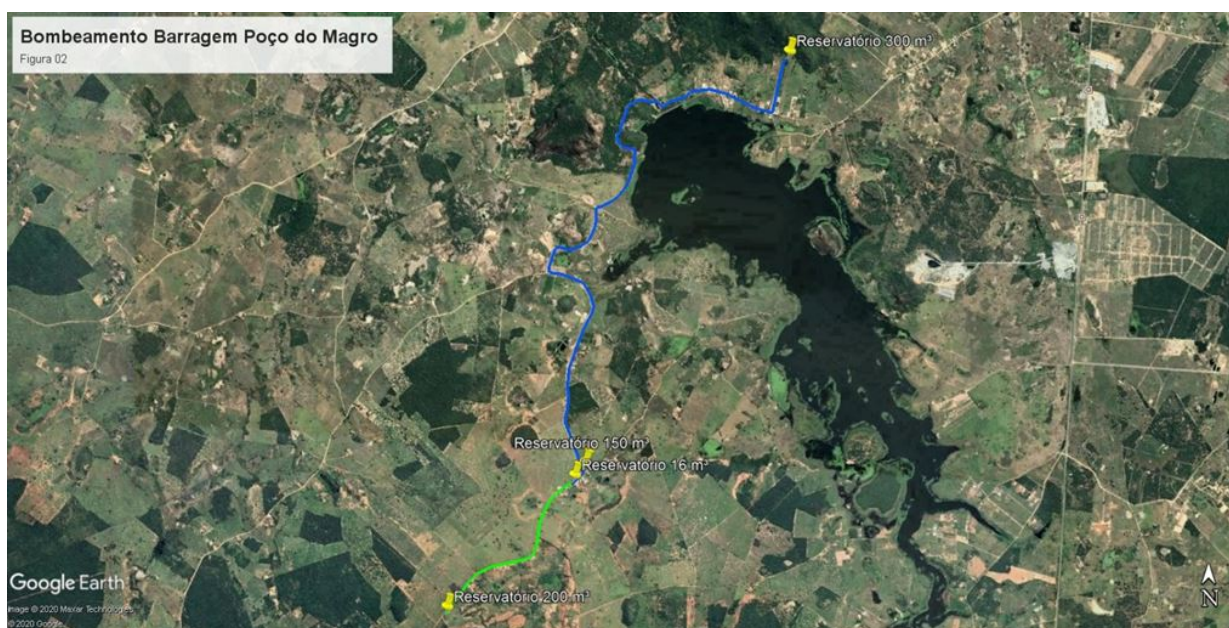 Bombeamento Barragem Poço do Magro
Figura 02
Reservatório 300 m³
Reservatório 150 m³
Reservatório 16 m³
Reservatório 200 m³
Google Earth
Image © 2020 Maxar Technologies
© 2020 Google
N